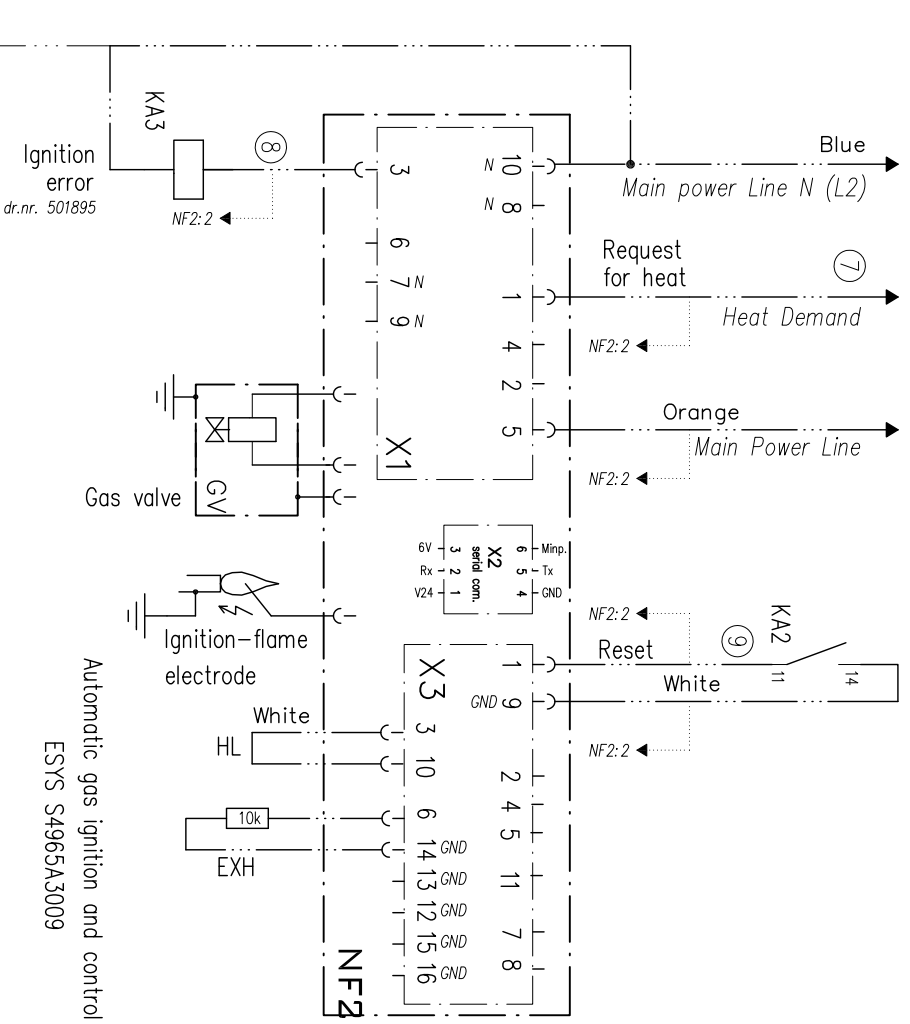 Blue
Main power Line N (L2)
KA3
8
Ignition
error
dr.nr. 501895
NF2:2
3
N 10
N 8
Request
for heat
7
6
7 N
9 N
1
Heat Demand
NF2:2
4
2
Orange
5
Main Power Line
X1
NF2:2
Gas valve
GV
6V 3
Rx 2
V24 1
serial com.
X2
6 Minp.
5 Tx
4 GND
NF2:2
KA2
9
Reset
11
14
White
Ignition-flame
electrode
X3
1
GND 9
NF2:2
White
HL
3
10
2
10k
6
4
5
EXH
14 GND
13 GND
12 GND
15 GND
16 GND
11
7
8
NF2
Automatic gas ignition and control
ESYS S4965A3009